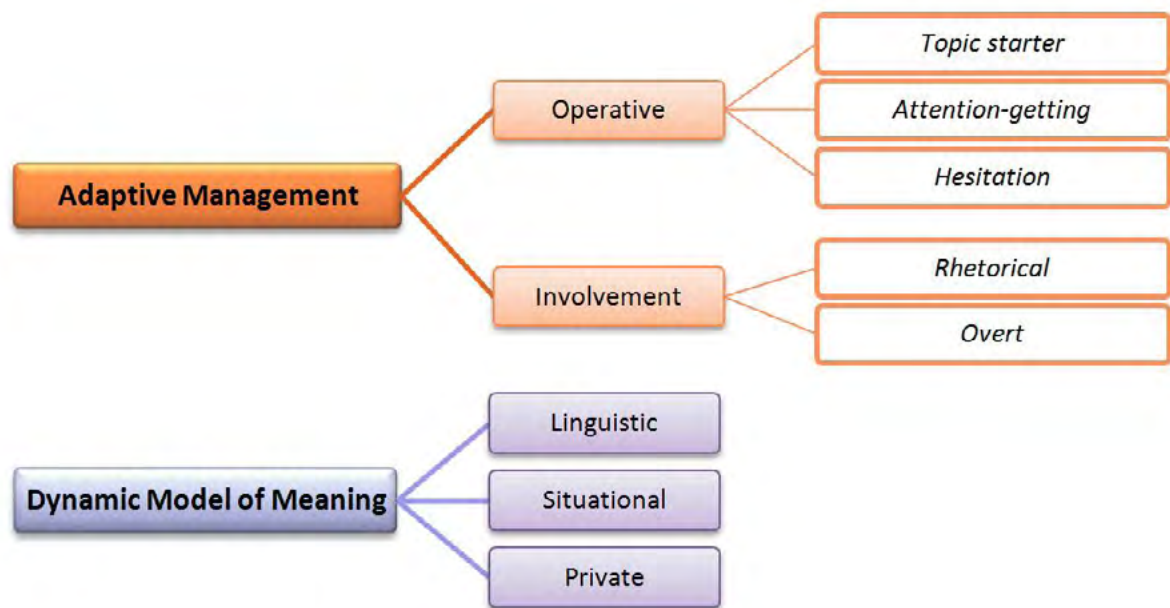 Adaptive Management
Operative
Topic starter
Attention-getting
Hesitation
Involvement
Rhetorical
Overt
Dynamic Model of Meaning
Linguistic
Situational
Private